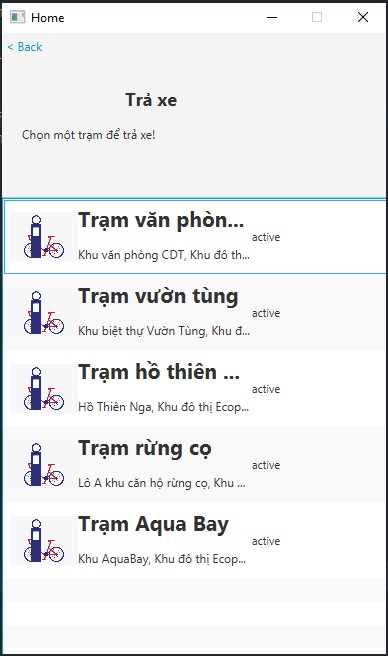 Home
< Back
Trả xe
Chọn một trạm để trả xe!
Trạm văn phòn...
active
Khu văn phòng CDT, Khu đô th...
Trạm vườn tùng
active
Khu biệt thự Vườn Tùng, Khu đ...
Trạm hồ thiên ...
active
Hồ Thiên Nga, Khu đô thị Ecop...
Trạm rừng cọ
active
Lô A khu căn hộ rừng cọ, Khu ...
Trạm Aqua Bay
active
Khu AquaBay, Khu đô thị Ecop...